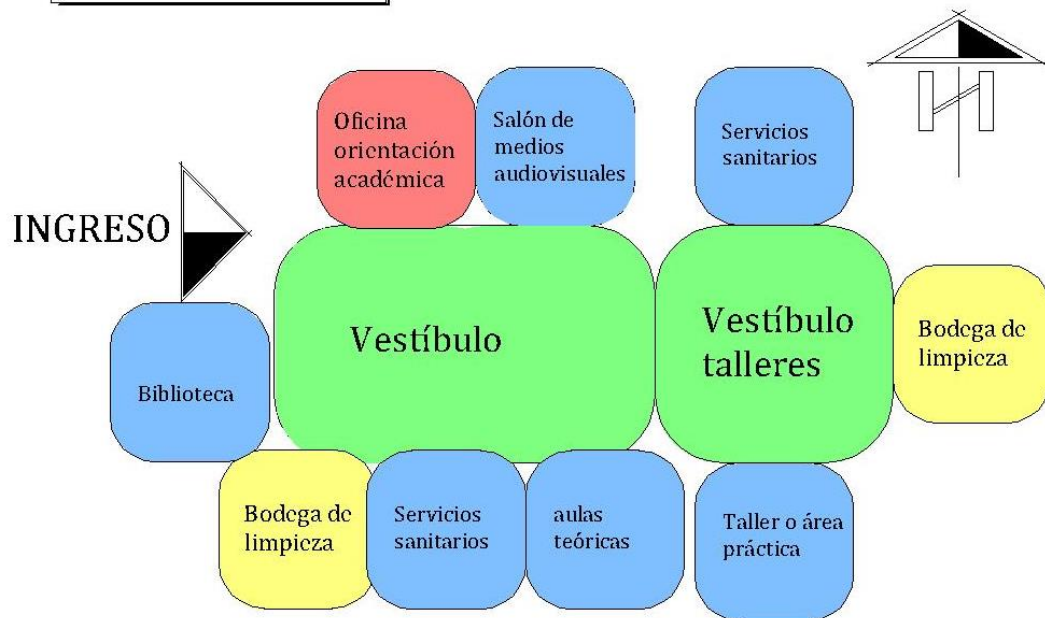 Oficina
orientación
académica
Salón de
medios
audiovisuales
Servicios
sanitarios
INGRESO
Vestíbulo
Vestíbulo
talleres
Bodega de
limpieza
Biblioteca
Bodega de
limpieza
Servicios
sanitarios
aulas
teóricas
Taller o área
práctica